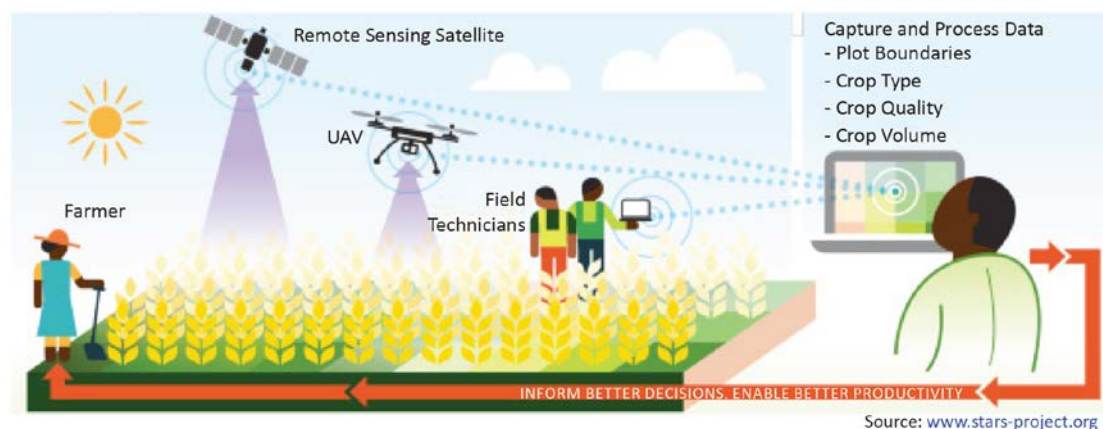 Remote Sensing Satellite
UAV
Farmer
Field
Technicians
Capture and Process Data
- Plot Boundaries
- Crop Type
- Crop Quality
- Crop Volume
INFORM BETTER DECISIONS, ENABLE BETTER PRODUCTIVITY
Source: www.stars-project.org